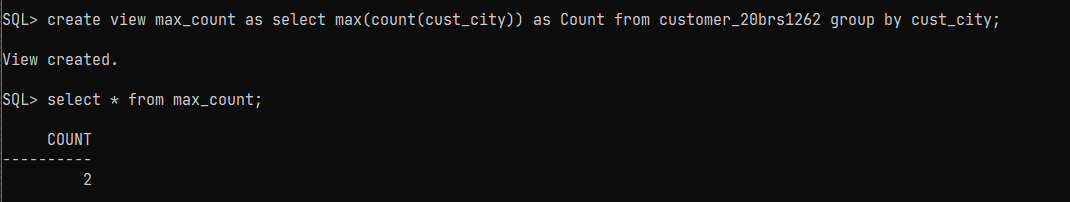 SQL> create view max_count as select max(count(cust_city)) as Count from customer_20brs1262 group by cust_city;
View created.
SQL> select * from max_count;
COUNT
----------
2